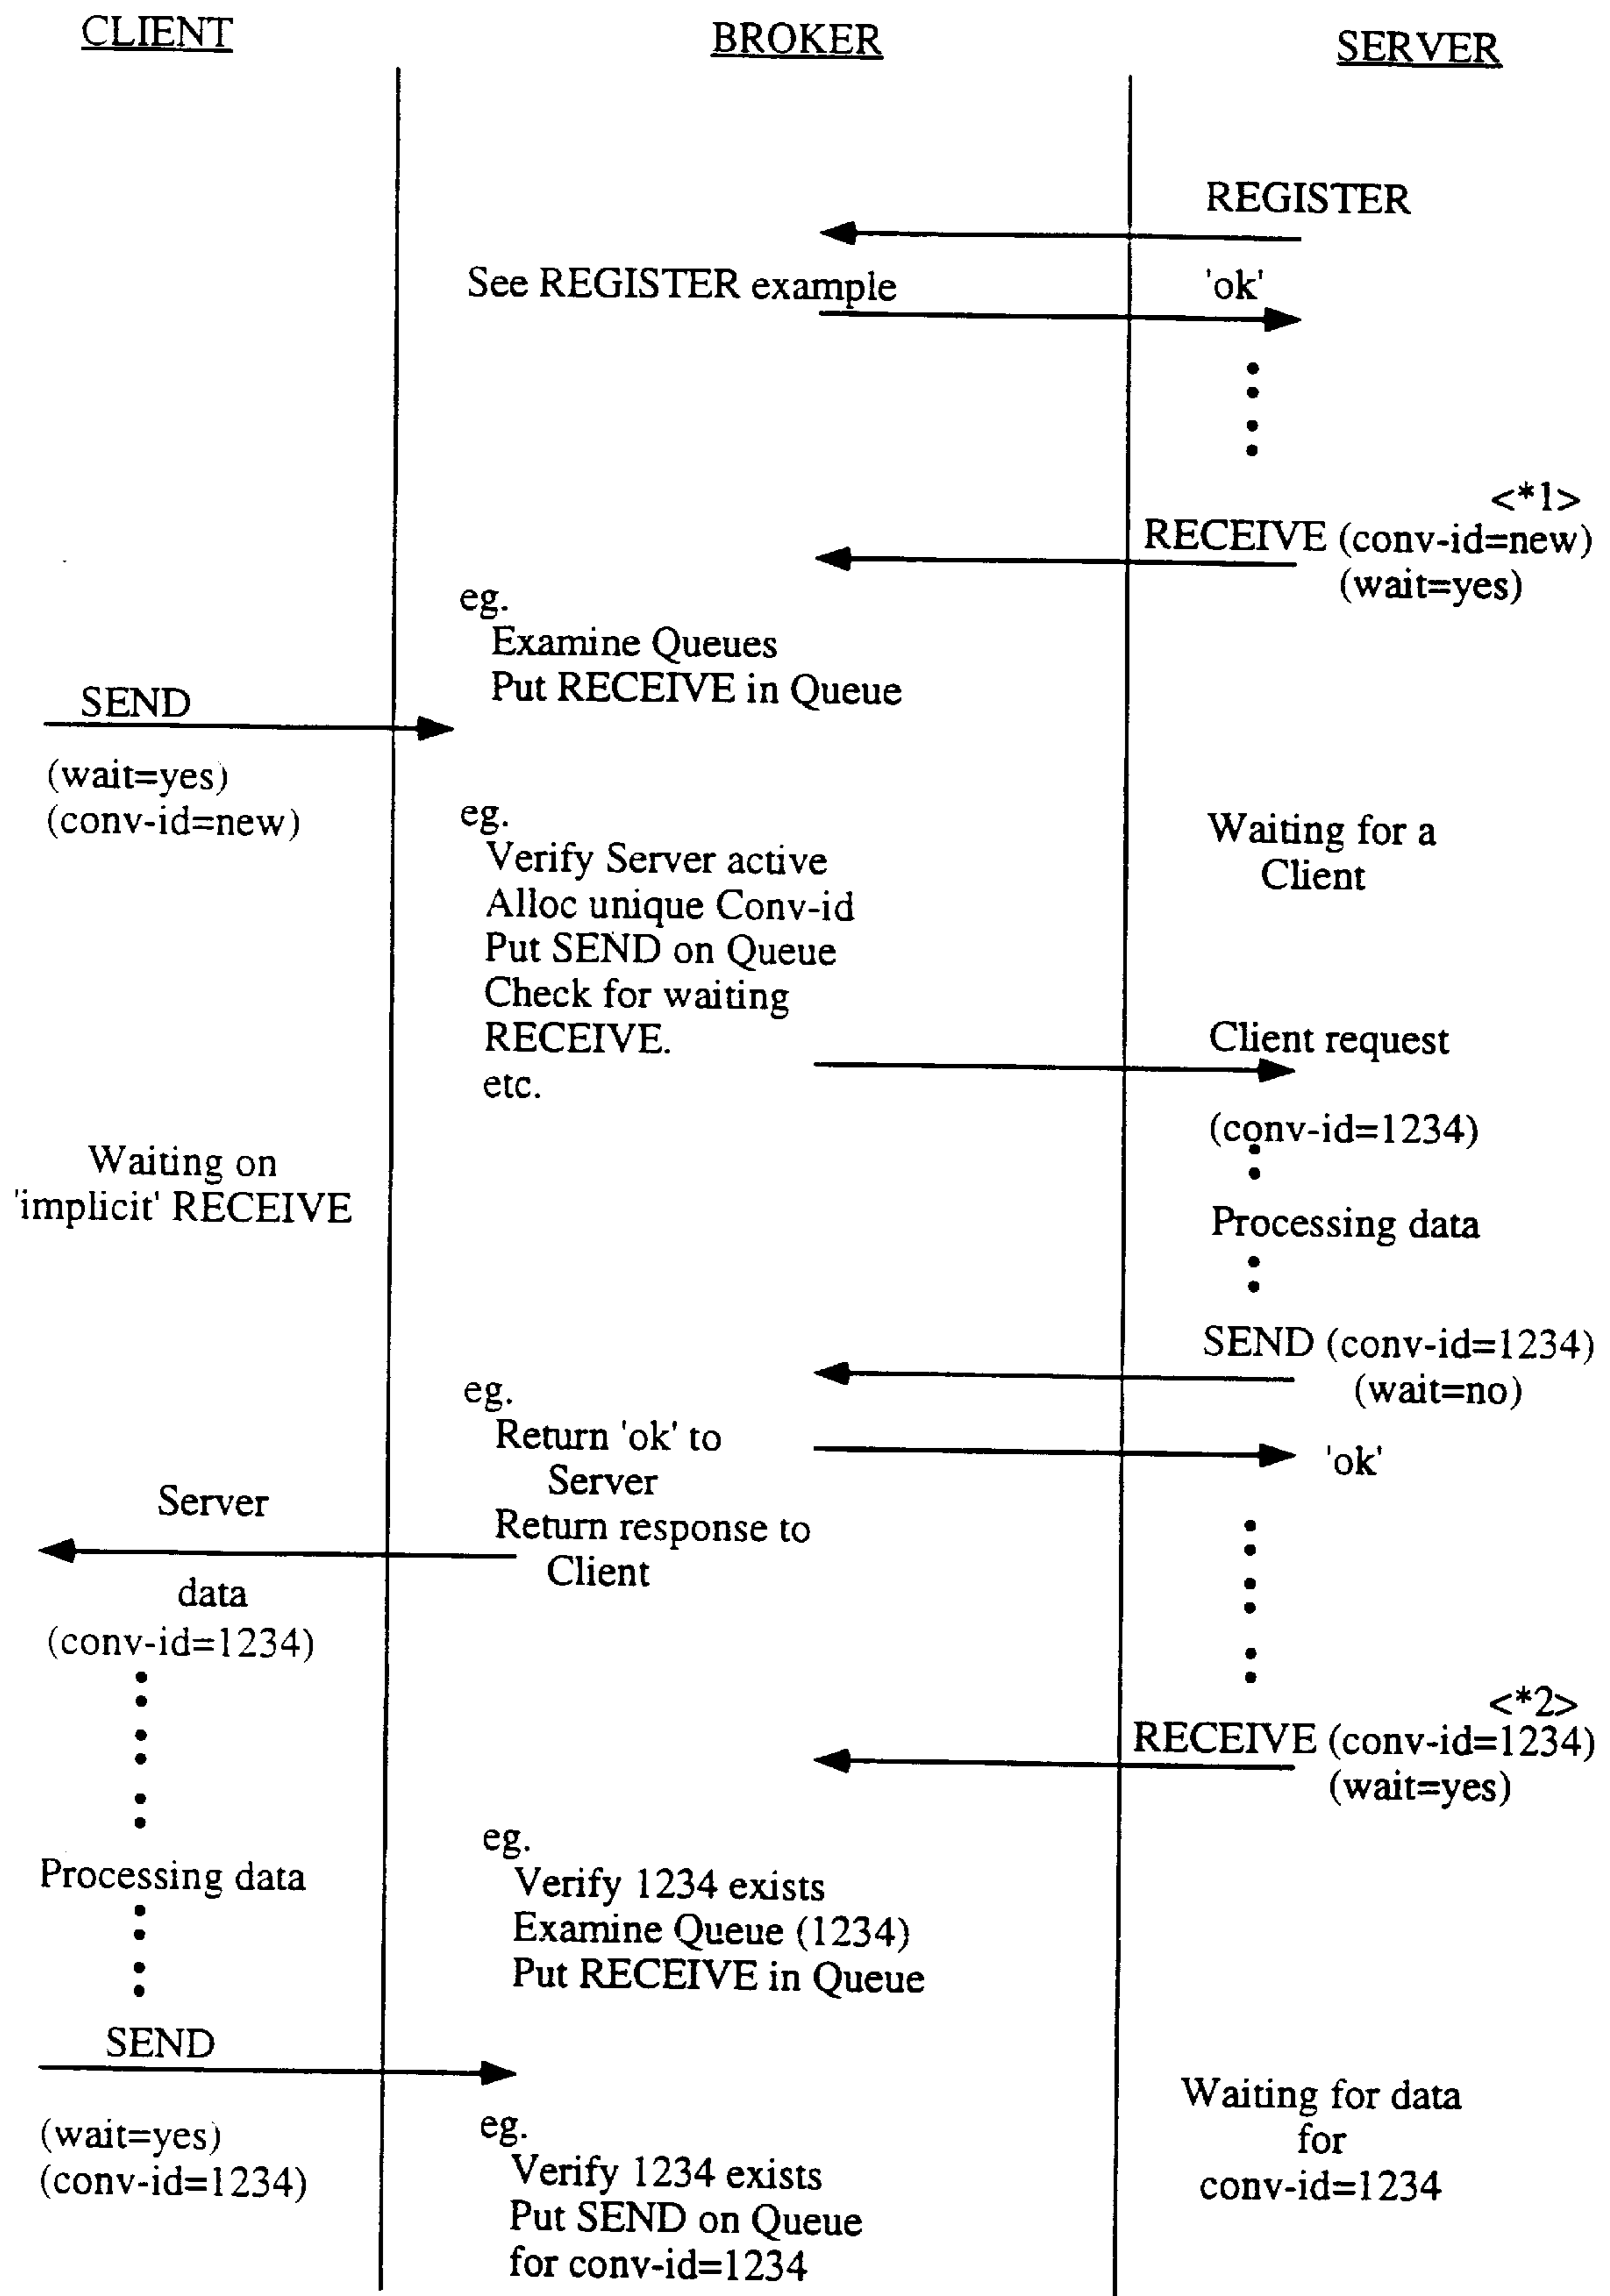 CLIENT
BROKER
SERVER
REGISTER
See REGISTER example
'ok'
<*1>
RECEIVE (conv-id=new)
(wait=yes)
eg.
Examine Queues
Put RECEIVE in Queue
SEND
(wait=yes)
(conv-id=new)
eg.
Verify Server active
Alloc unique Conv-id
Put SEND on Queue
Check for waiting
RECEIVE.
etc.
Waiting for a
Client
Client request
(conv-id=1234)
Waiting on
'implicit' RECEIVE
Processing data
SEND (conv-id=1234)
(wait=no)
eg.
Return 'ok' to
Server
Return response to
Client
'ok'
Server
data
(conv-id=1234)
<*2>
RECEIVE (conv-id=1234)
(wait=yes)
Processing data
eg.
Verify 1234 exists
Examine Queue (1234)
Put RECEIVE in Queue
SEND
(wait=yes)
(conv-id=1234)
eg.
Verify 1234 exists
Put SEND on Queue
for conv-id=1234
Waiting for data
for
conv-id=1234